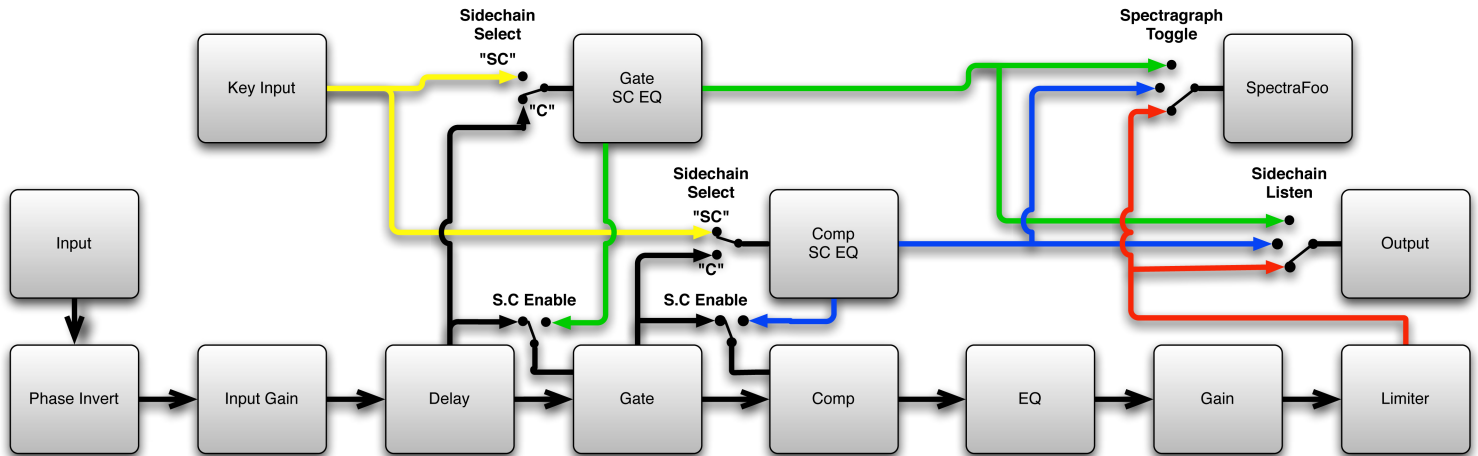 Sidechain
Select
"SC"
"C"
Key Input
Gate
SC EQ
Spectragraph
Toggle
SpectraFoo
Input
Sidechain
Select
"SC"
"C"
Comp
SC EQ
Sidechain
Listen
Output
S.C Enable
S.C Enable
Phase Invert
Input Gain
Delay
Gate
Comp
EQ
Gain
Limiter